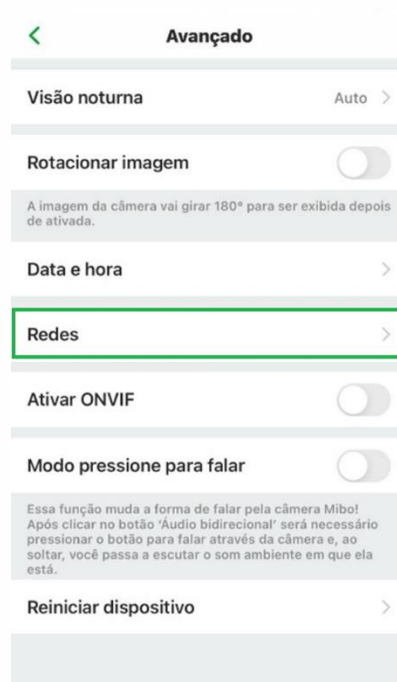 Avançado
Visão noturna Auto
Rotacionar imagem
A imagem da câmera vai girar 180° para ser exibida depois
de ativada.
Data e hora
Redes
Ativar ONVIF
Modo pressione para falar
Essa função muda a forma de falar pela câmera Mibo!
Após clicar no botão 'Áudio bidirecional' será necessário
pressionar o botão para falar através da câmera e, ao
soltar, você passa a escutar o som ambiente em que ela
está.
Reiniciar dispositivo